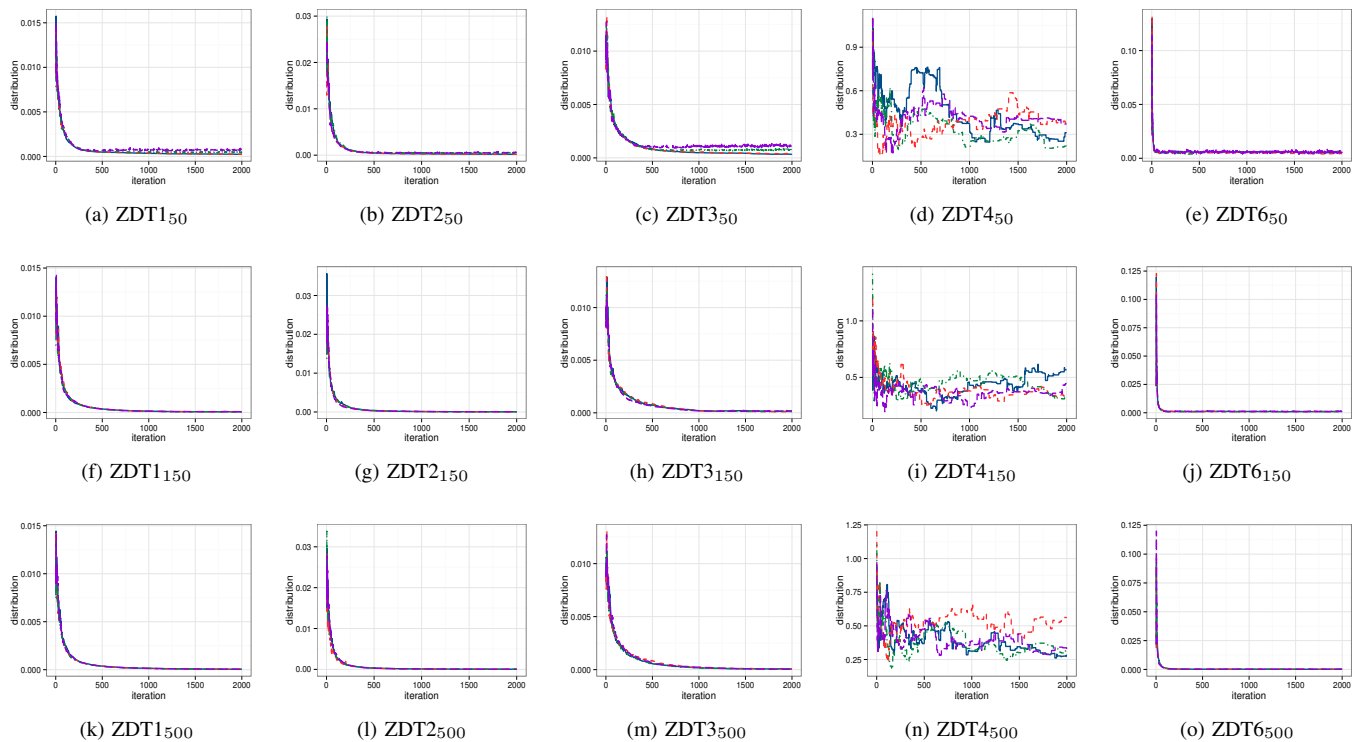 distribution
0.015
0.010
0.005
0.000
0 500 1000 1500 2000
iteration
(a) ZDT150
distribution
0.03
0.02
0.01
0.00
0 500 1000 1500 2000
iteration
(b) ZDT250
distribution
0.010
0.005
0.000
0 500 1000 1500 2000
iteration
(c) ZDT350
distribution
0.9
0.6
0.3
0 500 1000 1500 2000
iteration
(d) ZDT450
distribution
0.10
0.05
0.00
0 500 1000 1500 2000
iteration
(e) ZDT650
distribution
0.015
0.010
0.005
0.000
0 500 1000 1500 2000
iteration
(f) ZDT1150
distribution
0.03
0.02
0.01
0.00
0 500 1000 1500 2000
iteration
(g) ZDT2150
distribution
0.010
0.005
0.000
0 500 1000 1500 2000
iteration
(h) ZDT3150
distribution
1.0
0.5
0 500 1000 1500 2000
iteration
(i) ZDT4150
distribution
0.125
0.100
0.075
0.050
0.025
0.000
0 500 1000 1500 2000
iteration
(j) ZDT6150
distribution
0.015
0.010
0.005
0.000
0 500 1000 1500 2000
iteration
(k) ZDT1500
distribution
0.03
0.02
0.01
0.00
0 500 1000 1500 2000
iteration
(l) ZDT2500
distribution
0.010
0.005
0.000
0 500 1000 1500 2000
iteration
(m) ZDT3500
distribution
1.25
1.00
0.75
0.50
0.25
0 500 1000 1500 2000
iteration
(n) ZDT4500
distribution
0.125
0.100
0.075
0.050
0.025
0.000
0 500 1000 1500 2000
iteration
(o) ZDT6500